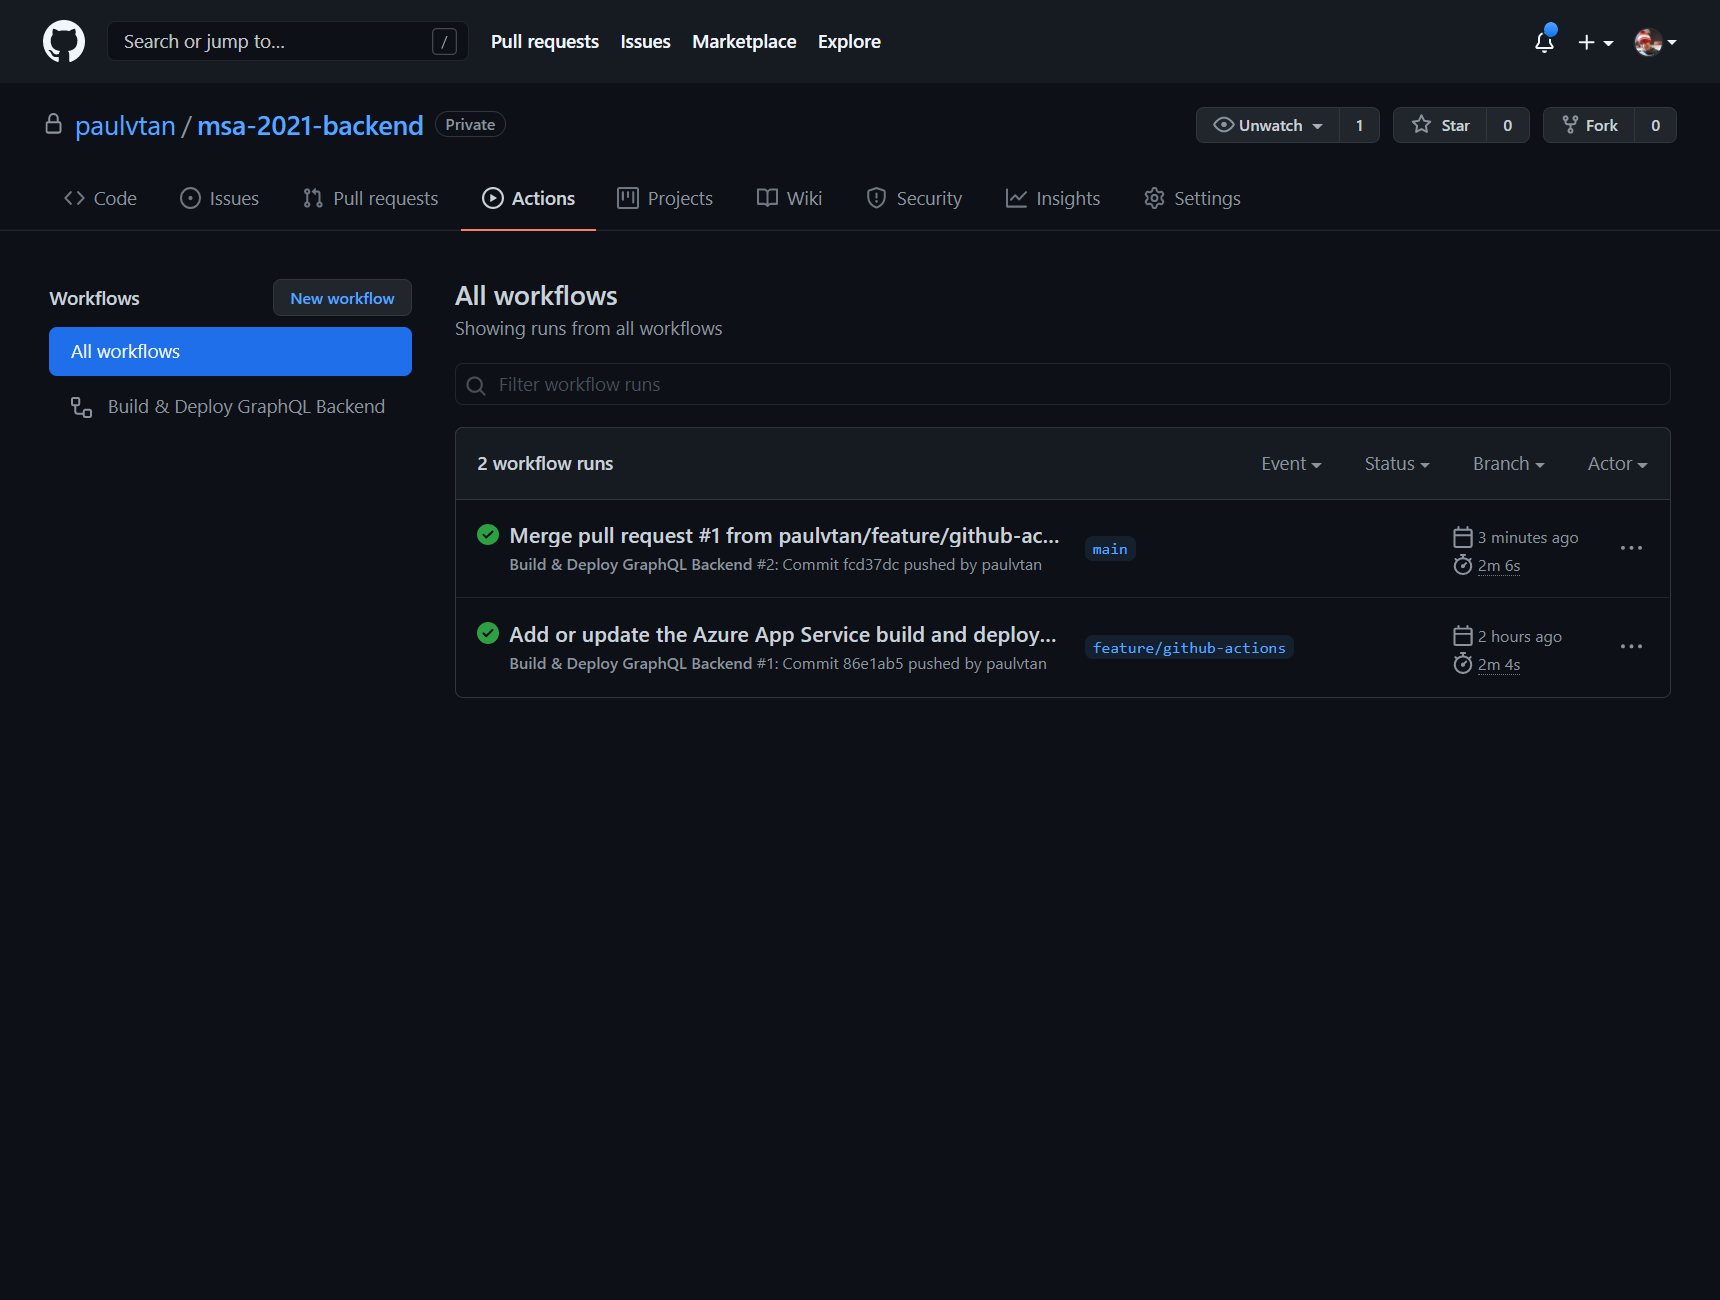 Search or jump to... /
Pull requests Issues Marketplace Explore
paulvtan / msa-2021-backend Private
Unwatch 1 Star 0 Fork 0
Code Issues Pull requests Actions Projects Wiki Security Insights Settings
Workflows
New workflow
All workflows
Build & Deploy GraphQL Backend
All workflows
Showing runs from all workflows
Filter workflow runs
2 workflow runs Event Status Branch Actor
Merge pull request #1 from paulvtan/feature/github-ac...
Build & Deploy GraphQL Backend #2: Commit fcd37dc pushed by paulvtan
main
3 minutes ago
2m 6s
Add or update the Azure App Service build and deploy...
Build & Deploy GraphQL Backend #1: Commit 86e1ab5 pushed by paulvtan
feature/github-actions
2 hours ago
2m 4s